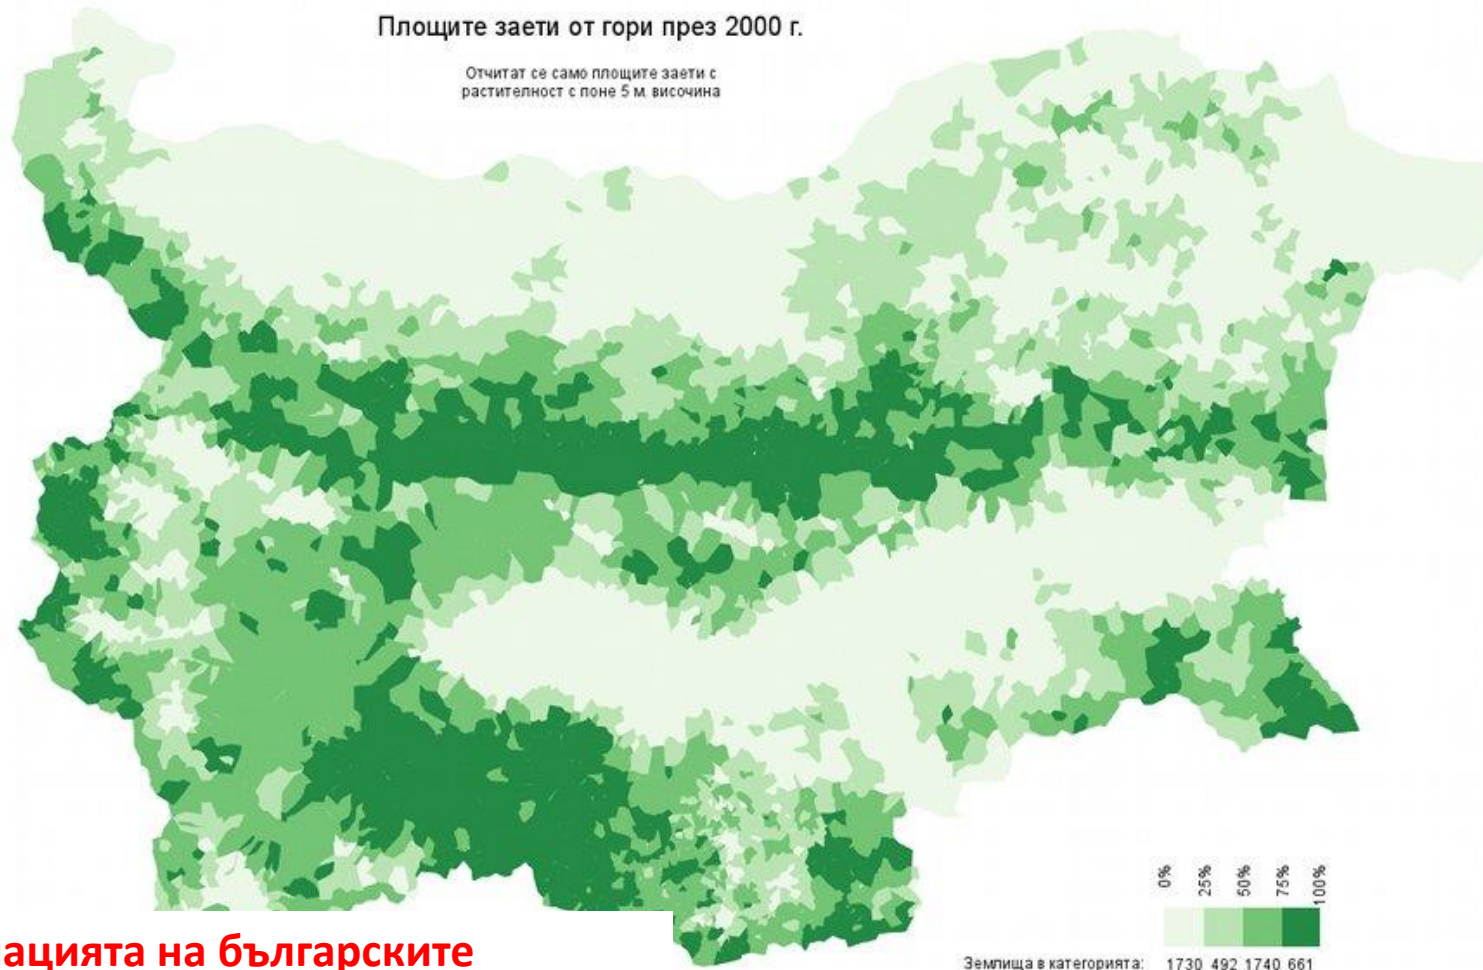 Площите заети от гори през 2000 г.
Отчитат се само площите заети с
растителност с поне 5 м. височина
0% 25% 50% 75% 100%
Землища в категорията: 1730 492 1740 661
ацията на българските